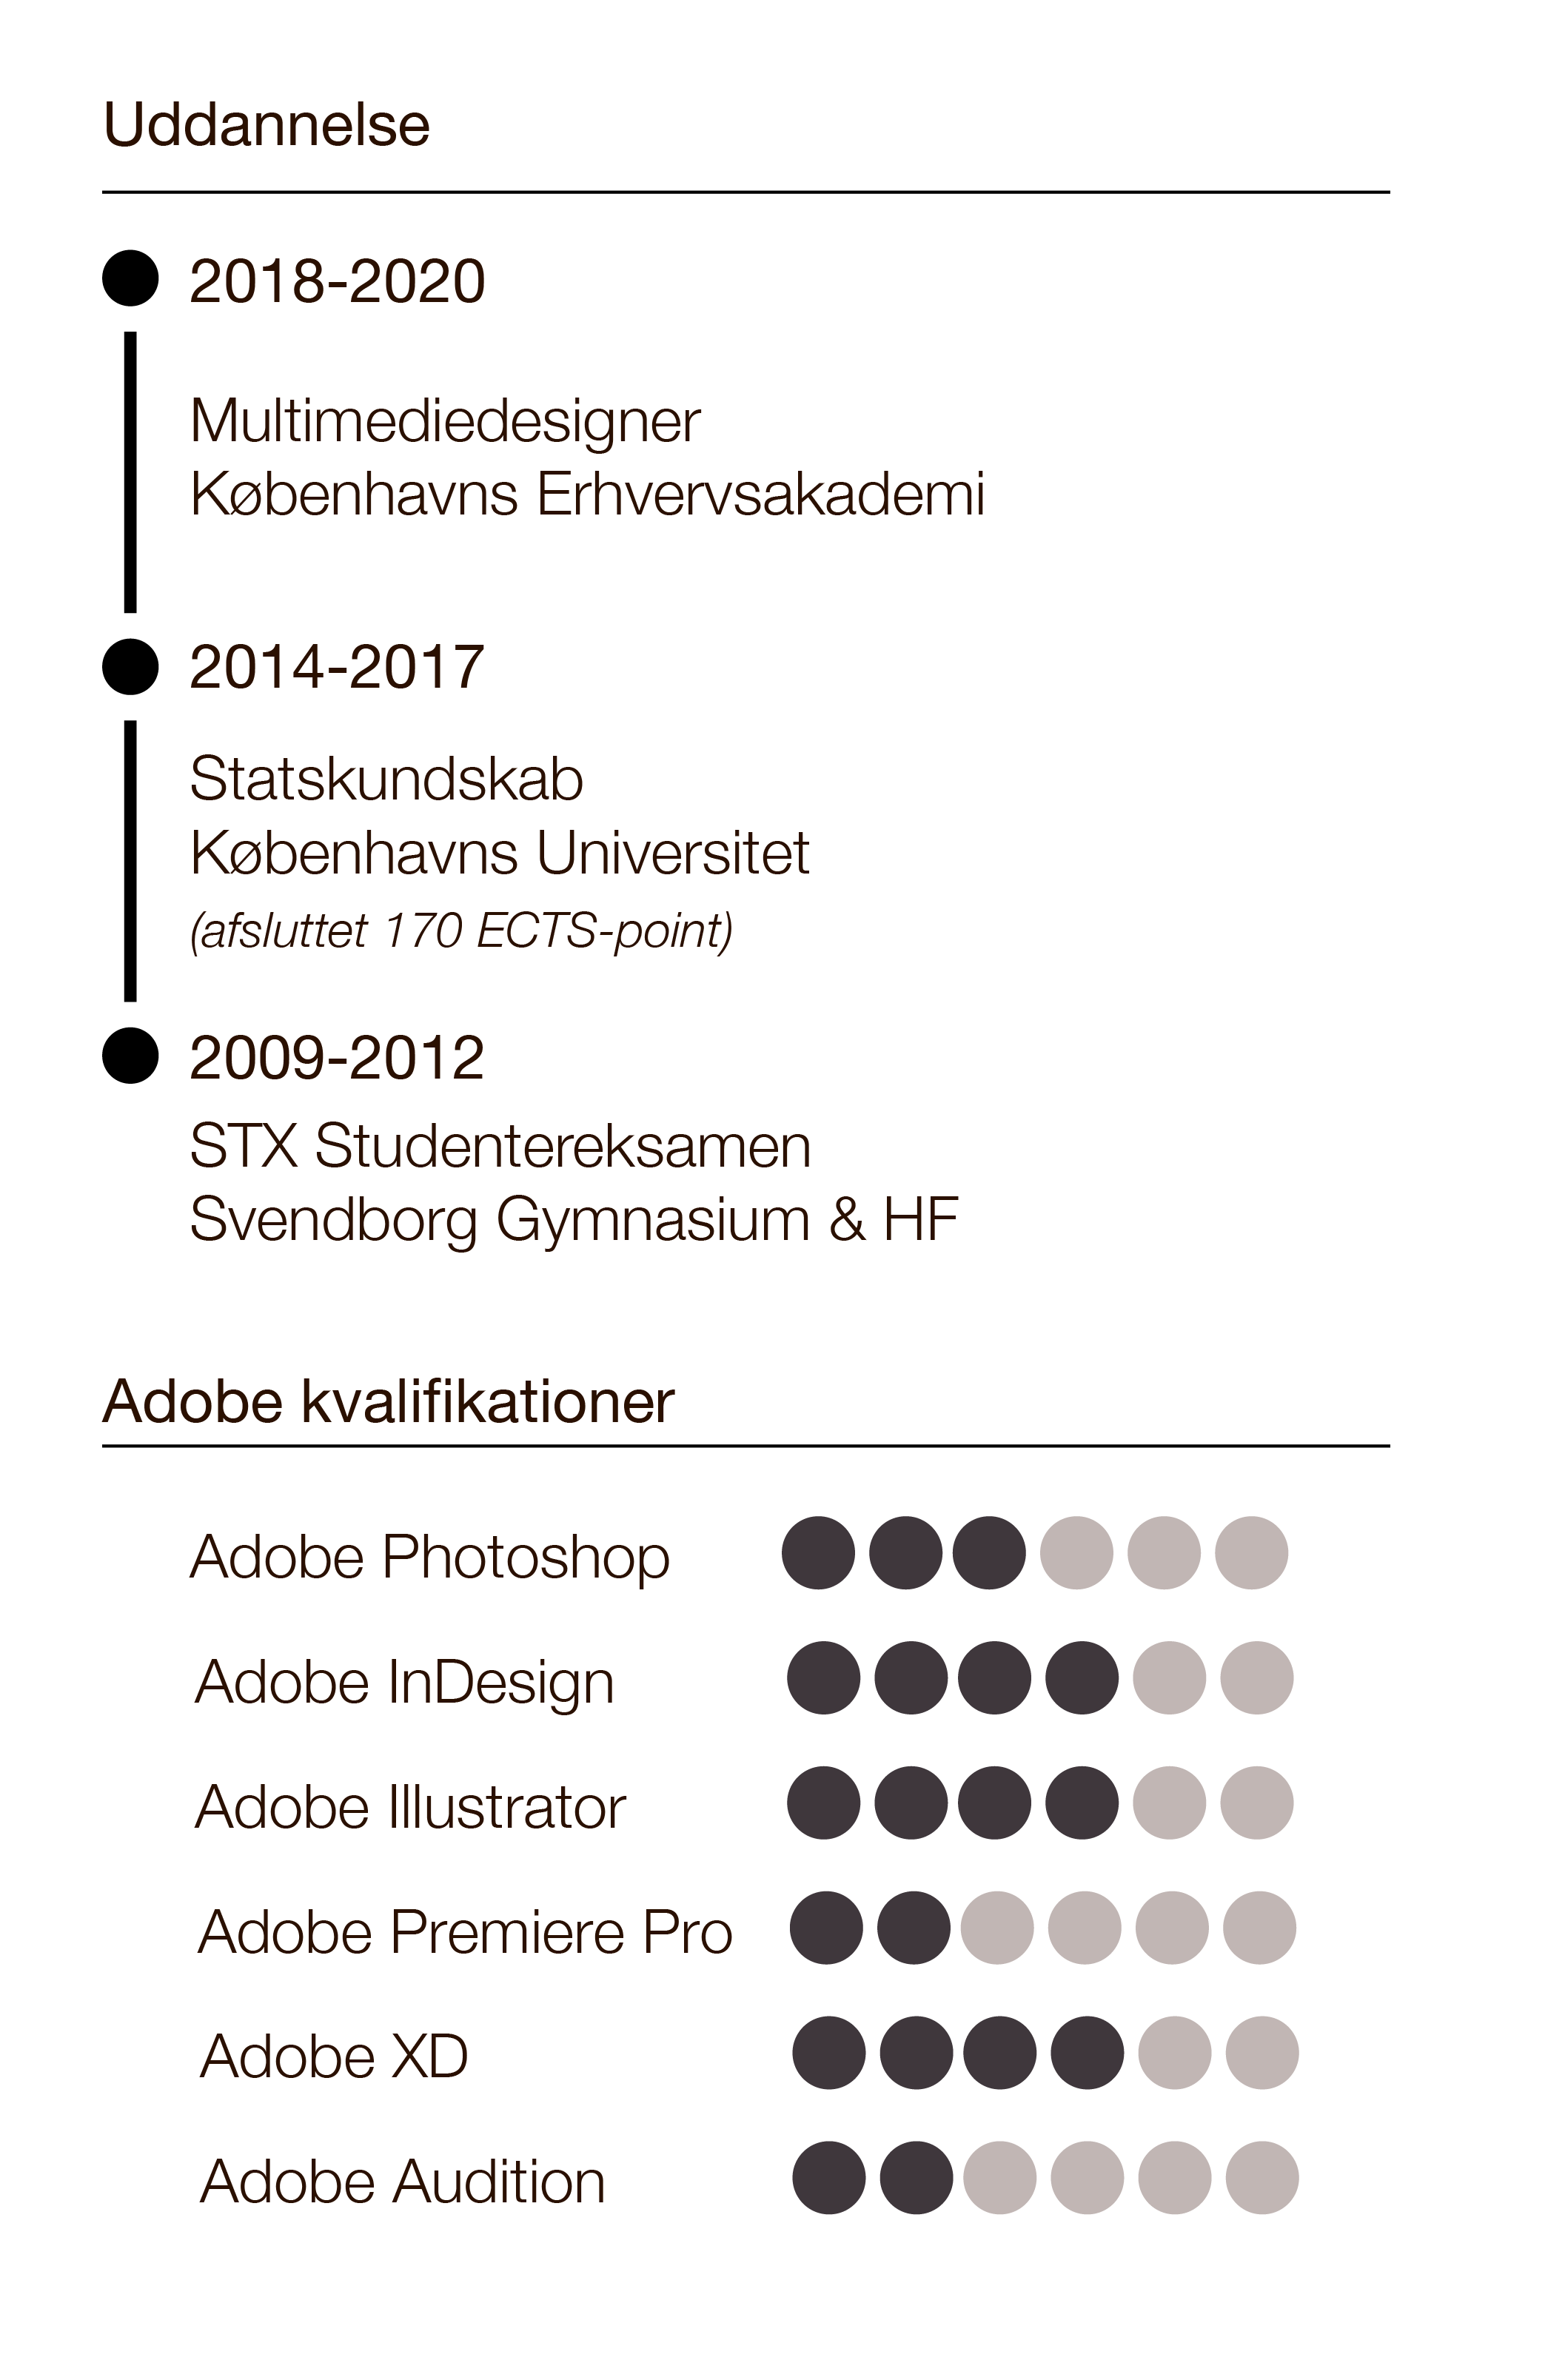 Uddannelse
2018-2020
Multimediedesigner
Københavns Erhvervsakademi
2014-2017
Statskundskab
Københavns Universitet
(afsluttet 170 ECTS-point)
2009-2012
STX Studentereksamen
Svendborg Gymnasium & HF
Adobe kvalifikationer
Adobe Photoshop
Adobe InDesign
Adobe Illustrator
Adobe Premiere Pro
Adobe XD
Adobe Audition